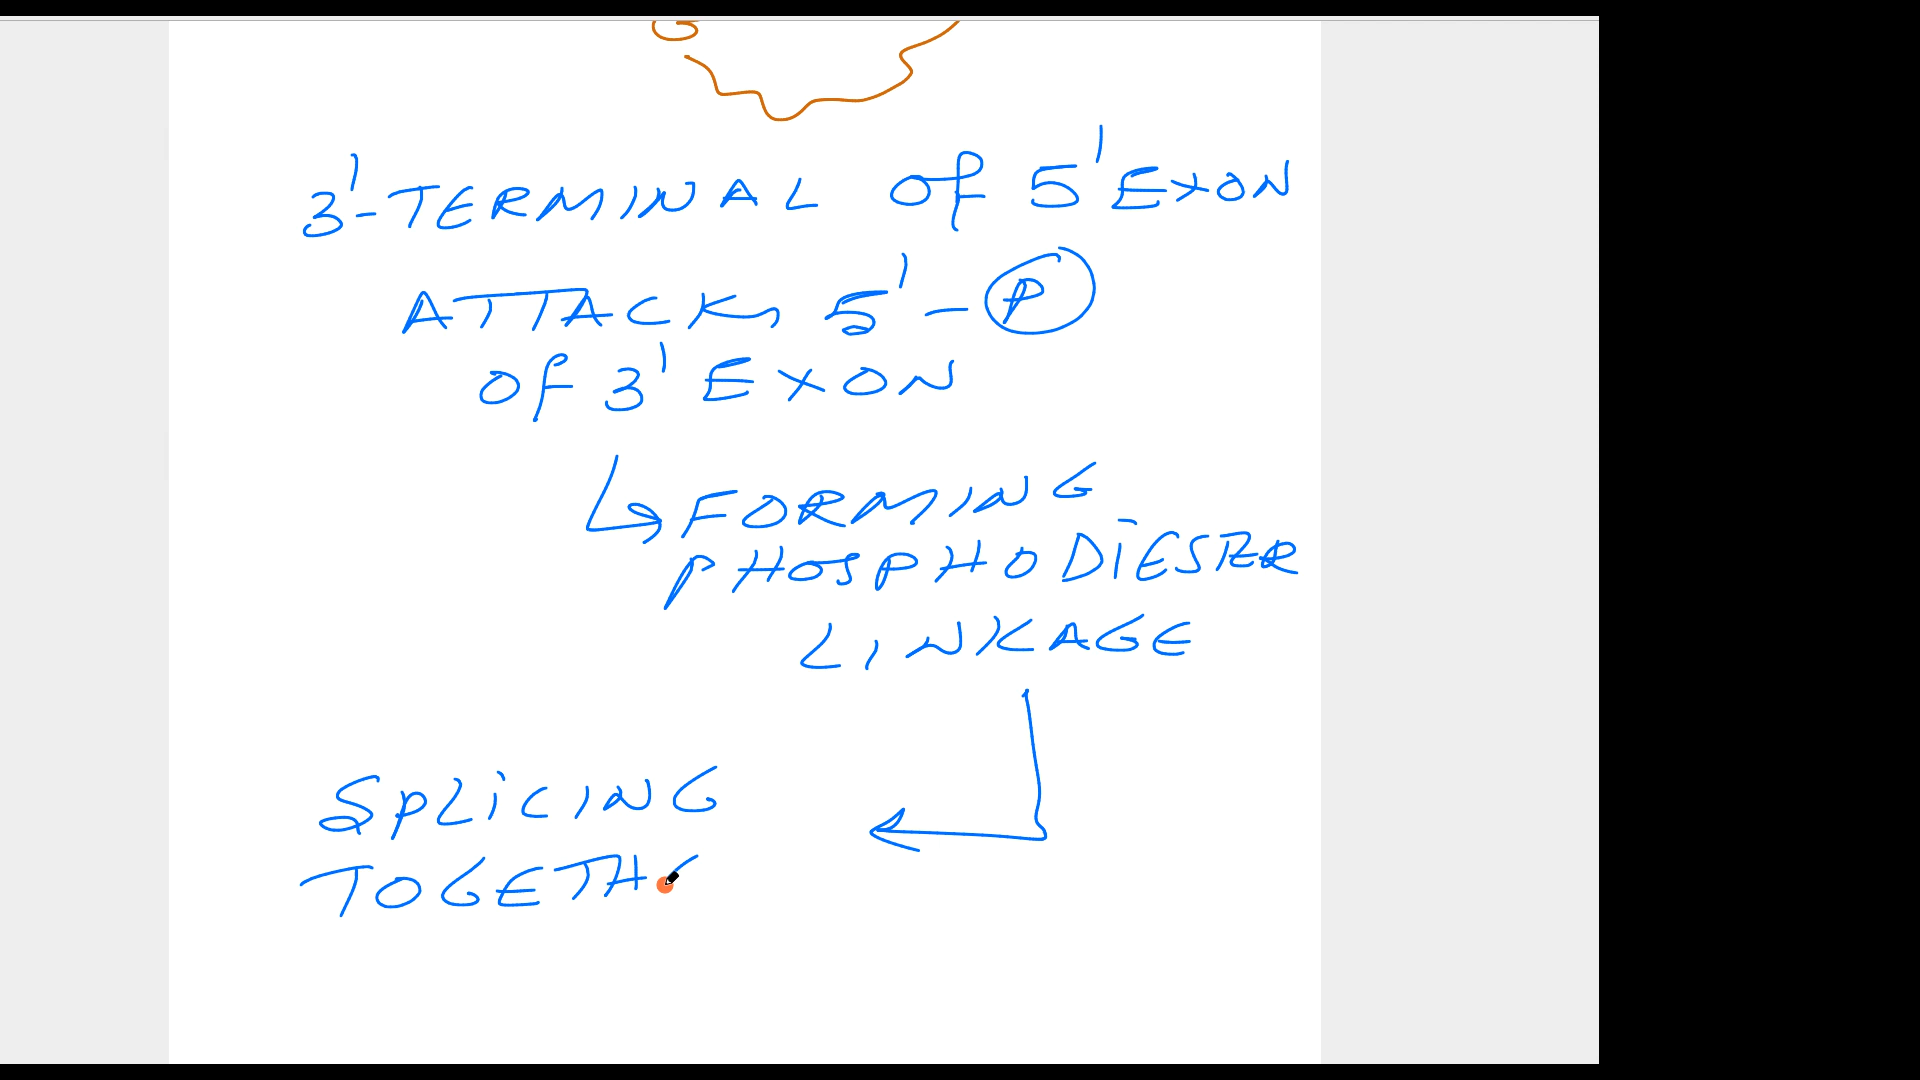 3'-TERMINAL OF 5' EXON
ATTACKS 5'-P
OF 3' EXON
FORMING
PHOSPHODIESTER
LINKAGE
SPLICING
TOGETH